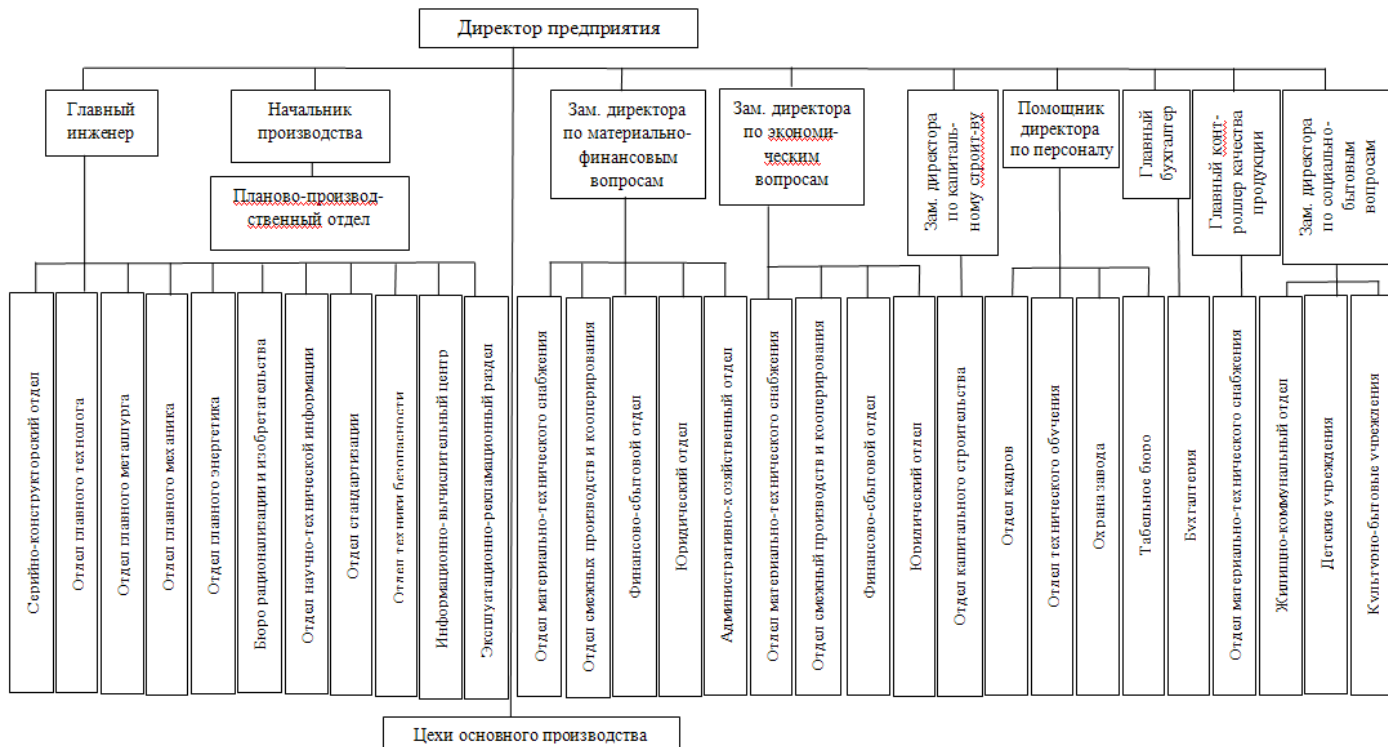 Директор предприятия
Главный
инженер
Начальник
производства
Планово-производ-
ственный отдел
Зам. директора
по материально-
финансовым
вопросам
Зам. директора
по экономи-
ческим
вопросам
Зам. директора
по капиталь-
ному строит-ву
Помощник
директора
по персоналу
Главный
бухгалтер
Главный конт-
роллер качества
продукции
Зам. директора
по социально-
бытовым
вопросам
Серийно-конструкторский отдел
Отдел главного технолога
Отдел главного металлурга
Отдел главного механика
Отдел главного энергетика
Бюро рационализации и изобретательства
Отдел научно-технической информации
Отдел стандартизации
Отдел техники безопасности
Информационно-вычислительный центр
Эксплуатационно-рекламационный раздел
Отдел материально-технического снабжения
Отдел смежных производств и кооперирования
Финансово-сбытовой отдел
Юридический отдел
Административно-хозяйственный отдел
Отдел материально-технического снабжения
Отдел смежный производств и кооперирования
Финансово-сбытовой отдел
Юридический отдел
Отдел капитального строительства
Отдел кадров
Отдел технического обучения
Охрана завода
Табельное бюро
Бухгалтерия
Отдел материально-технического снабжения
Жилищно-коммунальный отдел
Детские учреждения
Культурно-бытовые учреждения
Цехи основного производства